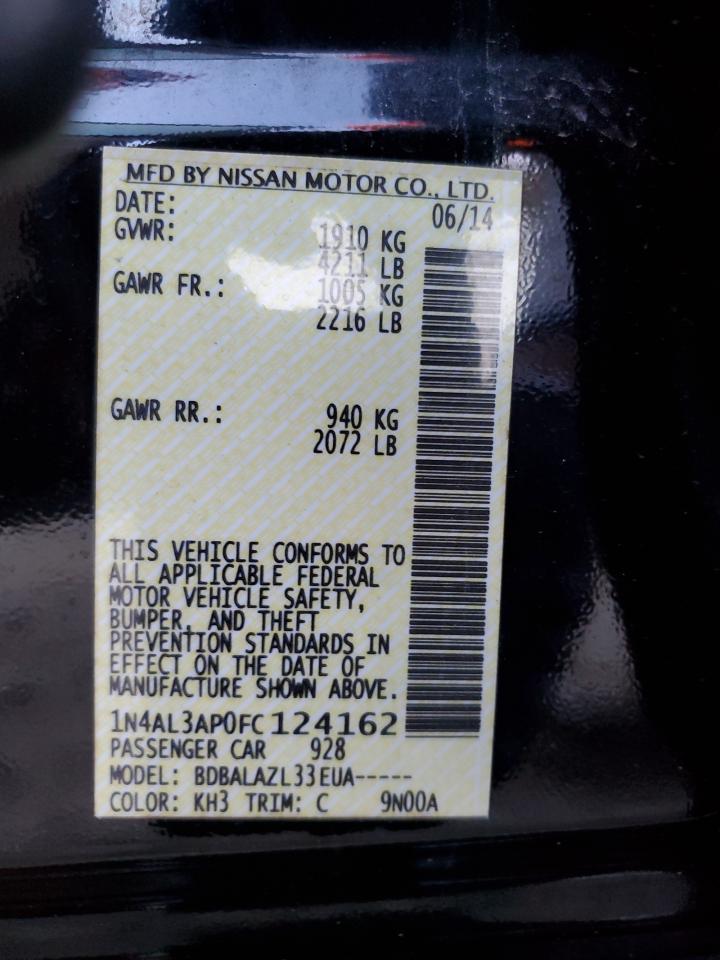 MFD BY NISSAN MOTOR CO., LTD.
DATE: 06/14
GVWR: 1910 KG
4211 LB
GAWR FR.: 1005 KG
2216 LB
GAWR RR.: 940 KG
2072 LB
THIS VEHICLE CONFORMS TO
ALL APPLICABLE FEDERAL
MOTOR VEHICLE SAFETY,
BUMPER, AND THEFT
PREVENTION STANDARDS IN
EFFECT ON THE DATE OF
MANUFACTURE SHOWN ABOVE.
1N4AL3AP0FC124162
PASSENGER CAR 928
MODEL: BDBALAZL33EUA-----
COLOR: KH3 TRIM: C 9N00A